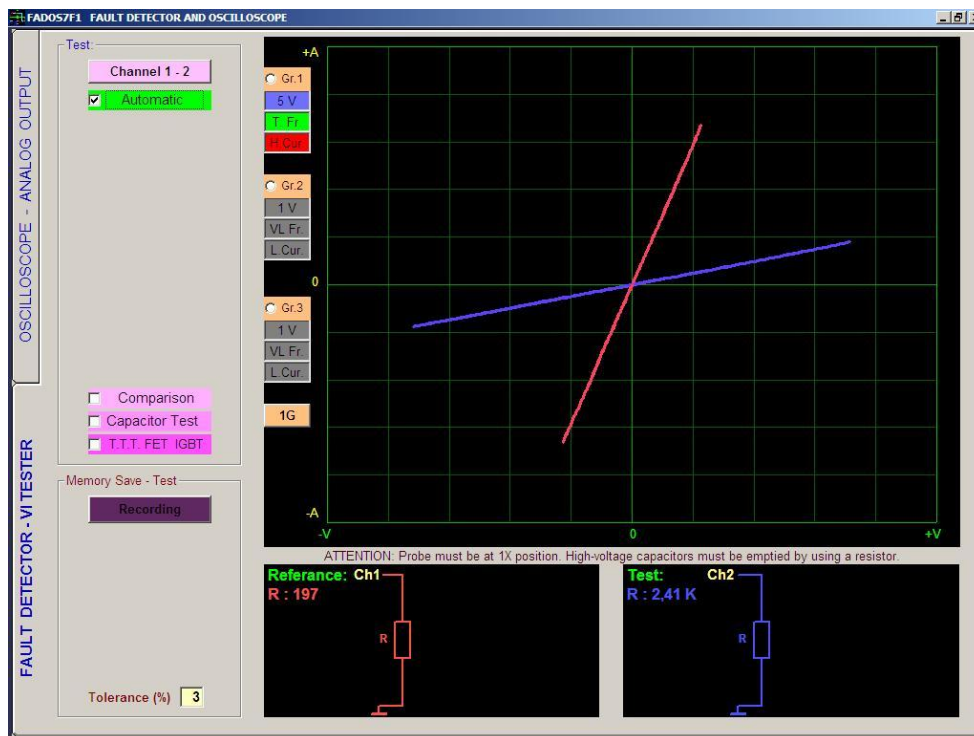 FADOS7F1 FAULT DETECTOR AND OSCILLOSCOPE
OSCILLOSCOPE - ANALOG OUTPUT
FAULT DETECTOR - VI TESTER
Test:
Channel 1 - 2
Automatic
Comparison
Capacitor Test
T.T.T. FET IGBT
Memory Save - Test
Recording
Tolerance (%) 3
+A
Gr.1
5 V
T. Fr
H.Cur
Gr.2
1 V
VL Fr.
L.Cur.
0
Gr.3
1 V
VL Fr.
L.Cur.
1G
-A
-V 0 +V
ATTENTION: Probe must be at 1X position. High-voltage capacitors must be emptied by using a resistor.
Referance: Ch1
R : 197
R
Test: Ch2
R : 2,41 K
R